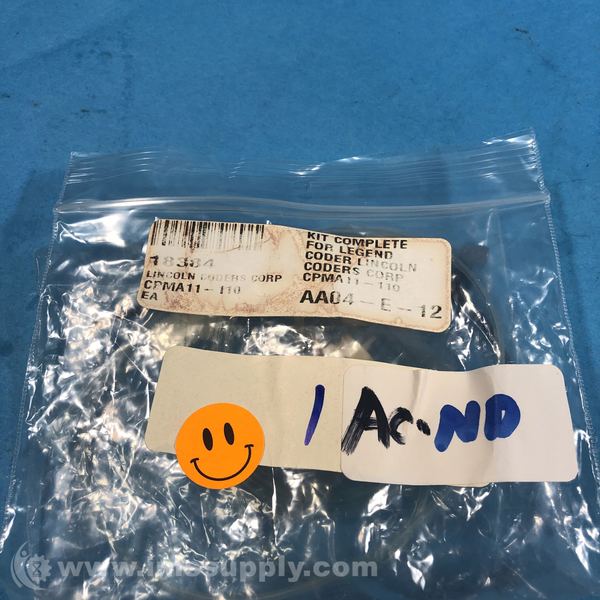 18384
LINCOLN CODERS CORP
CPMA11-110
EA
KIT COMPLETE
FOR LEGEND
CODER LINCOLN
CODERS CORP
CPMA11-110
AA04-E-12
1 AC-ND
www.imssupply.com